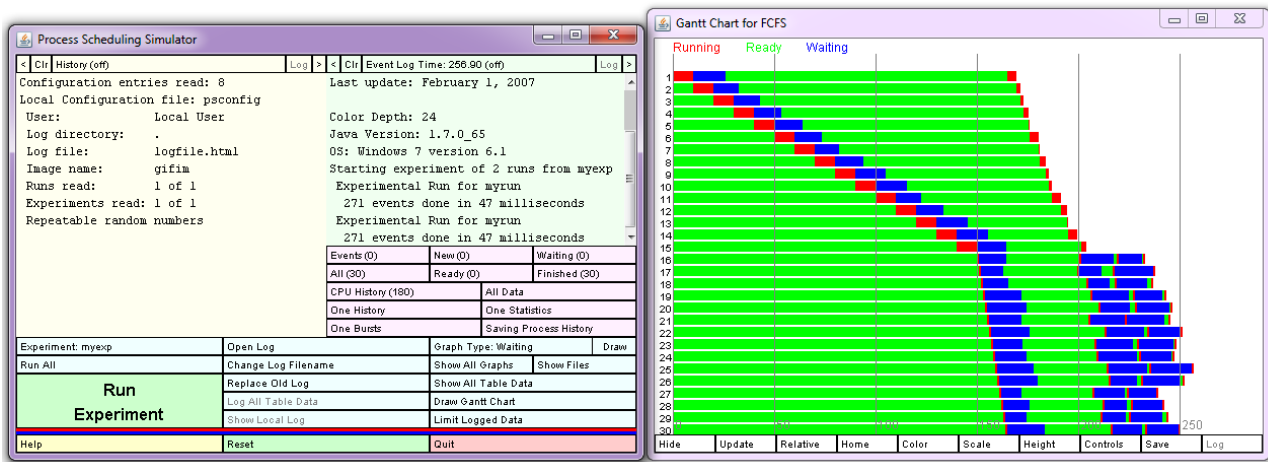 Process Scheduling Simulator
< Clr History (off) Log > < Clr Event Log Time: 256.90 (off) Log >
Configuration entries read: 8
Local Configuration file: psconfig
User: Local User
Log directory: .
Log file: logfile.html
Image name: gifim
Runs read: 1 of 1
Experiments read: 1 of 1
Repeatable random numbers
Last update: February 1, 2007
Color Depth: 24
Java Version: 1.7.0_65
OS: Windows 7 version 6.1
Starting experiment of 2 runs from myexp
Experimental Run for myrun
271 events done in 47 milliseconds
Experimental Run for myrun
271 events done in 47 milliseconds
Events (0) New (0) Waiting (0)
All (30) Ready (0) Finished (30)
CPU History (180) All Data
One History One Statistics
One Bursts Saving Process History
Experiment: myexp Open Log Graph Type: Waiting Draw
Run All Change Log Filename Show All Graphs Show Files
Run
Experiment
Replace Old Log Show All Table Data
Log All Table Data Draw Gantt Chart
Show Local Log Limit Logged Data
Help Reset Quit
Gantt Chart for FCFS
Running Ready Waiting
1
2
3
4
5
6
7
8
9
10
11
12
13
14
15
16
17
18
19
20
21
22
23
24
25
26
27
28
29
30
0 50 100 150 200 250
Hide Update Relative Home Color Scale Height Controls Save Log